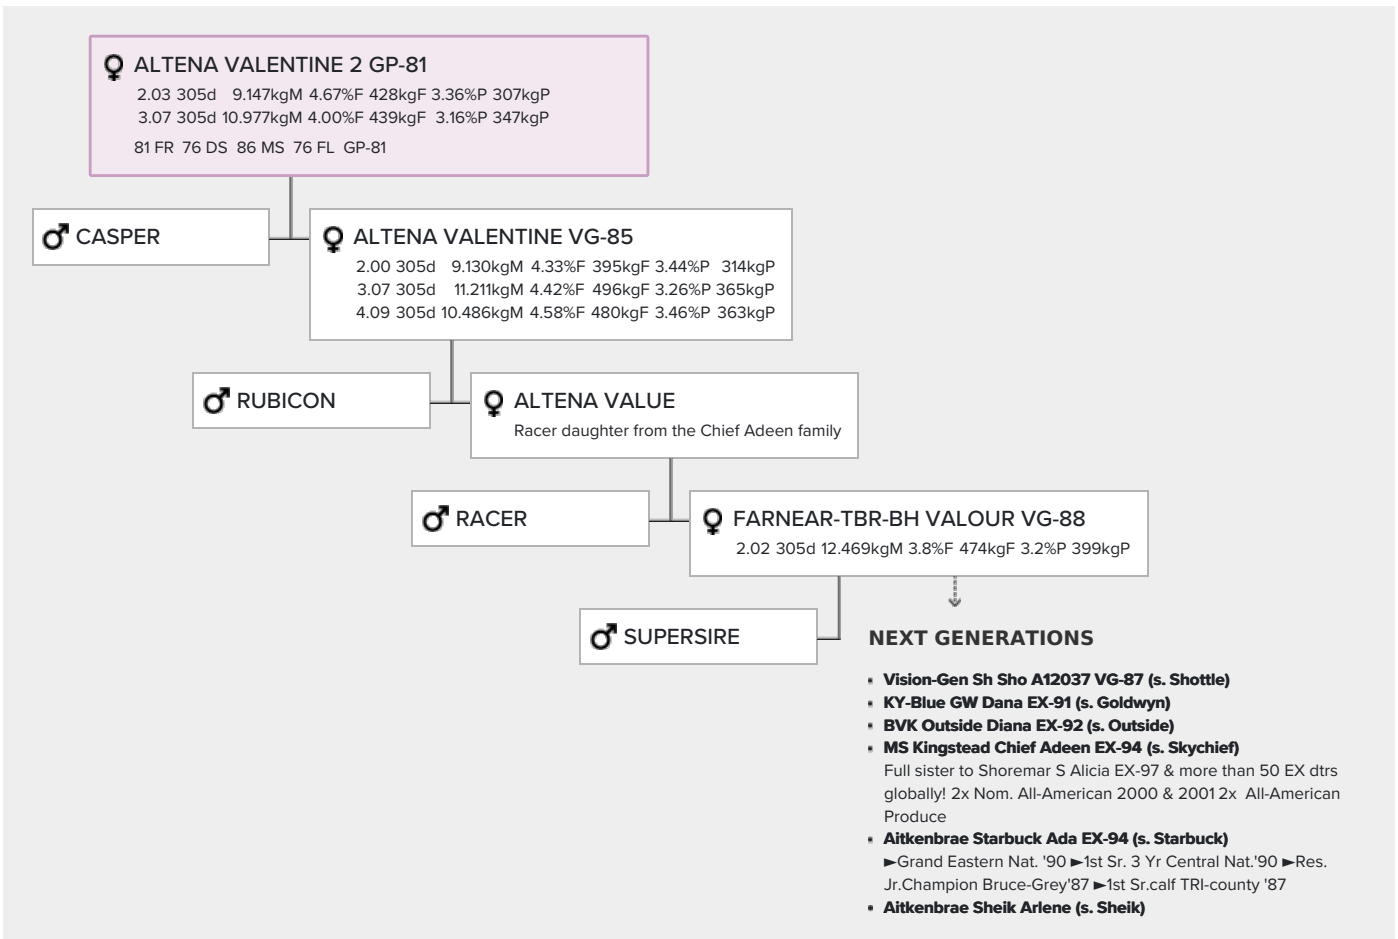 ALTENA VALENTINE 2 GP-81
2.03 305d 9.147kgM 4.67%F 428kgF 3.36%P 307kgP
3.07 305d 10.977kgM 4.00%F 439kgF 3.16%P 347kgP
81 FR 76 DS 86 MS 76 FL GP-81
CASPER
ALTENA VALENTINE VG-85
2.00 305d 9.130kgM 4.33%F 395kgF 3.44%P 314kgP
3.07 305d 11.211kgM 4.42%F 496kgF 3.26%P 365kgP
4.09 305d 10.486kgM 4.58%F 480kgF 3.46%P 363kgP
RUBICON
ALTENA VALUE
Racer daughter from the Chief Adeen family
RACER
FARNEAR-TBR-BH VALOUR VG-88
2.02 305d 12.469kgM 3.8%F 474kgF 3.2%P 399kgP
SUPERSIRE
NEXT GENERATIONS
▪ Vision-Gen Sh Sho A12037 VG-87 (s. Shottle)
▪ KY-Blue GW Dana EX-91 (s. Goldwyn)
▪ BVK Outside Diana EX-92 (s. Outside)
▪ MS Kingstead Chief Adeen EX-94 (s. Skychief)
Full sister to Shoremar S Alicia EX-97 & more than 50 EX dtrs
globally! 2x Nom. All-American 2000 & 2001 2x All-American
Produce
▪ Aitkenbrae Starbuck Ada EX-94 (s. Starbuck)
►Grand Eastern Nat. '90 ►1st Sr. 3 Yr Central Nat.'90 ►Res.
Jr.Champion Bruce-Grey'87 ►1st Sr.calf TRI-county '87
▪ Aitkenbrae Sheik Arlene (s. Sheik)